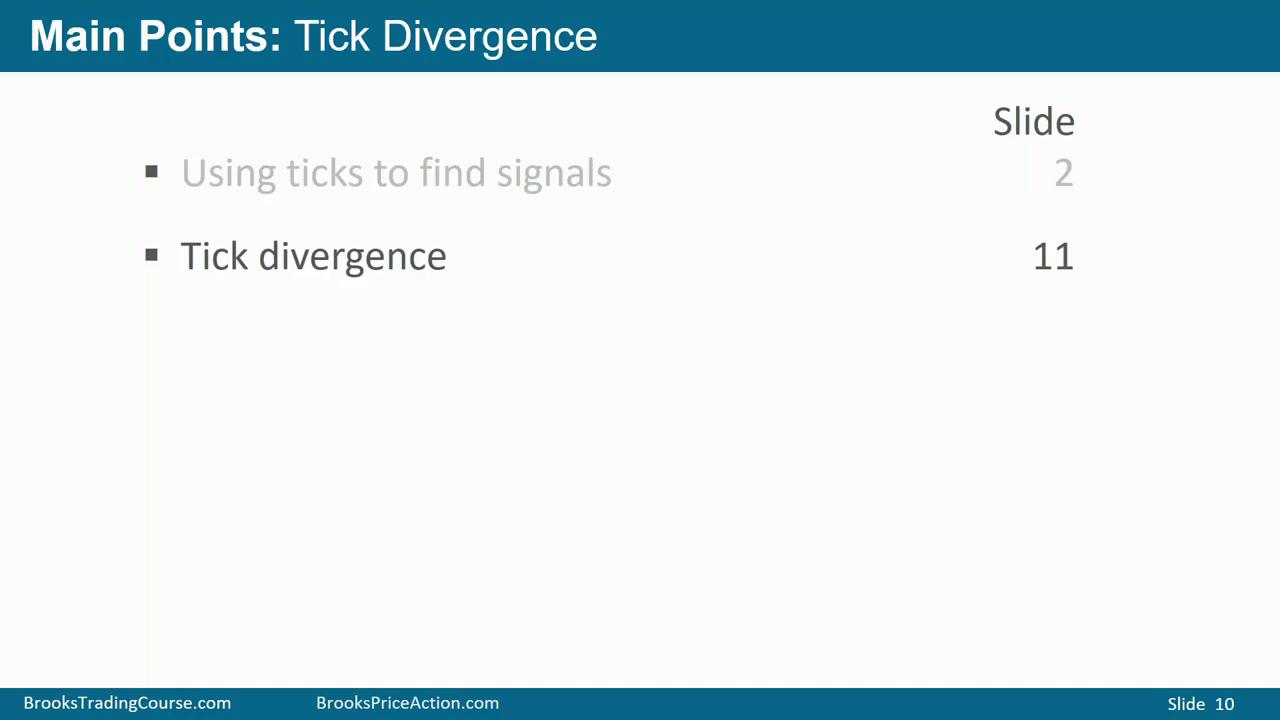 Main Points: Tick Divergence
Slide
▪ Using ticks to find signals 2
▪ Tick divergence 11
BrooksTradingCourse.com BrooksPriceAction.com Slide 10